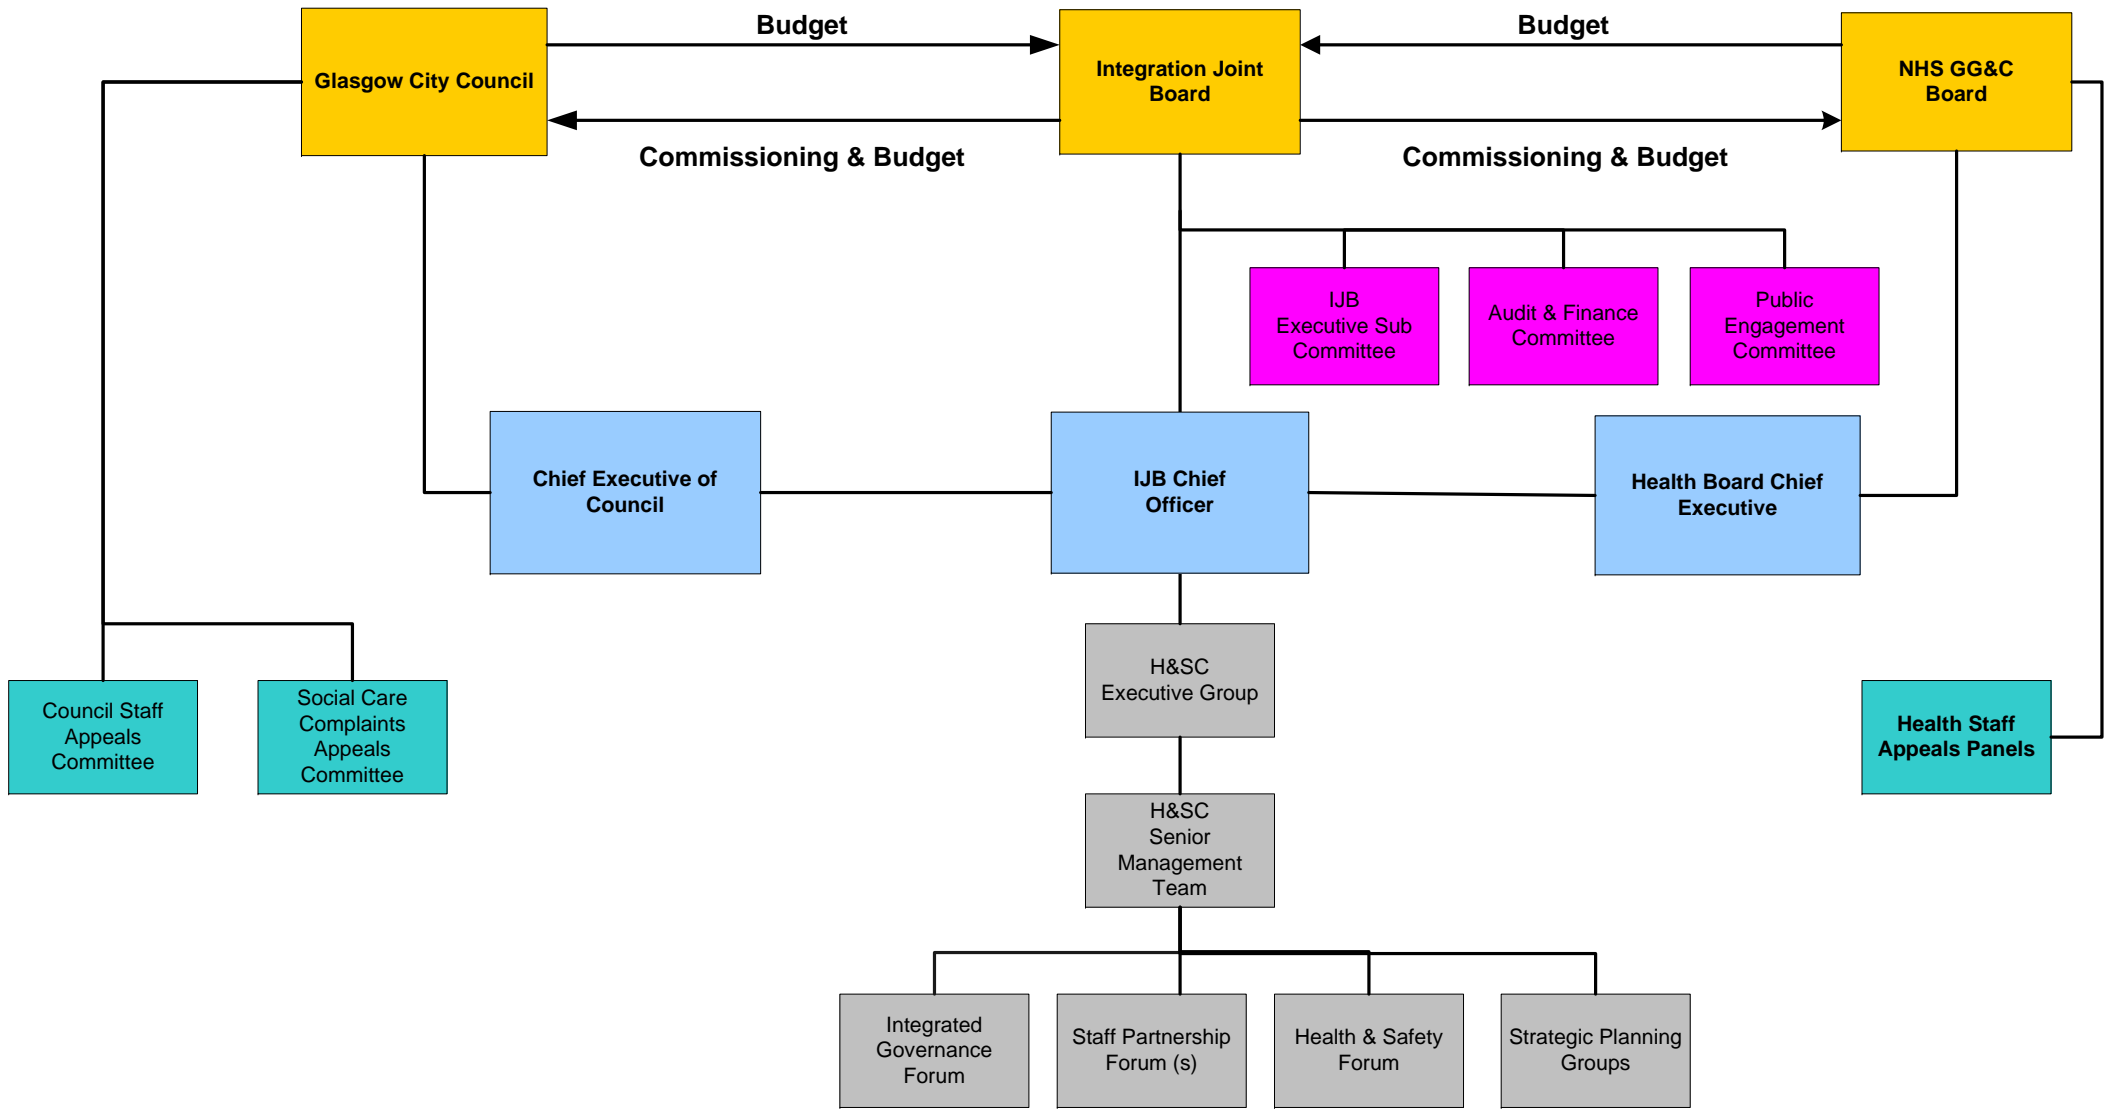 Budget
Budget
Glasgow City Council
Integration Joint
Board
NHS GG&C
Board
Commissioning & Budget
Commissioning & Budget
IJB
Executive Sub
Committee
Audit & Finance
Committee
Public
Engagement
Committee
Chief Executive of
Council
IJB Chief
Officer
Health Board Chief
Executive
H&SC
Executive Group
Council Staff
Appeals
Committee
Social Care
Complaints
Appeals
Committee
Health Staff
Appeals Panels
H&SC
Senior
Management
Team
Integrated
Governance
Forum
Staff Partnership
Forum (s)
Health & Safety
Forum
Strategic Planning
Groups